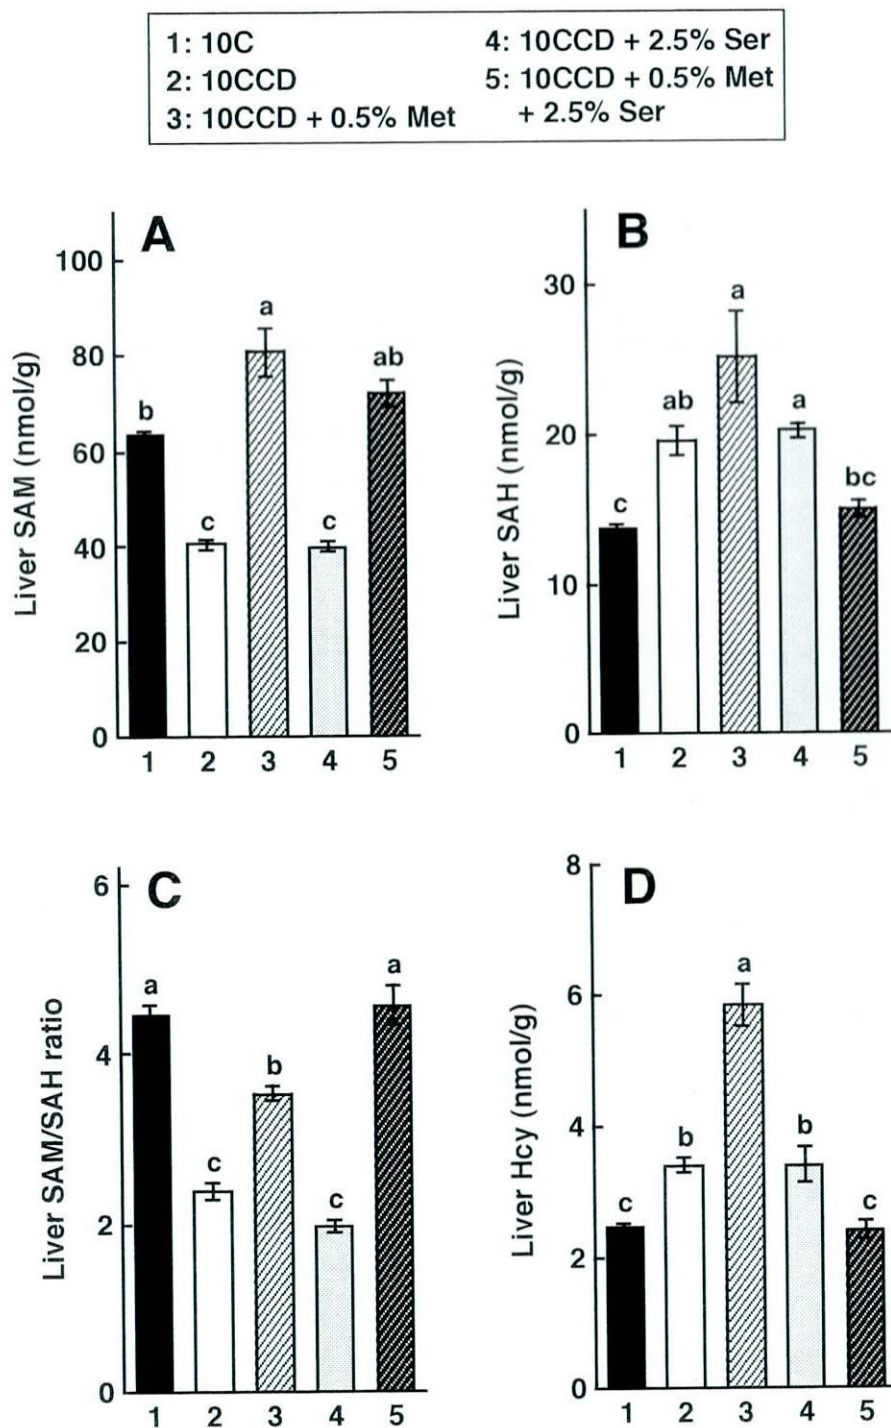 1: 10C
2: 10CCD
3: 10CCD + 0.5% Met
4: 10CCD + 2.5% Ser
5: 10CCD + 0.5% Met
+ 2.5% Ser
A
Liver SAM (nmol/g)
100
80
60
40
20
0
b
c
a
c
ab
1 2 3 4 5
B
Liver SAH (nmol/g)
30
20
10
0
c
ab
a
a
bc
1 2 3 4 5
C
Liver SAM/SAH ratio
6
4
2
0
a
c
b
c
a
1 2 3 4 5
D
Liver Hcy (nmol/g)
8
6
4
2
0
c
b
a
b
c
1 2 3 4 5